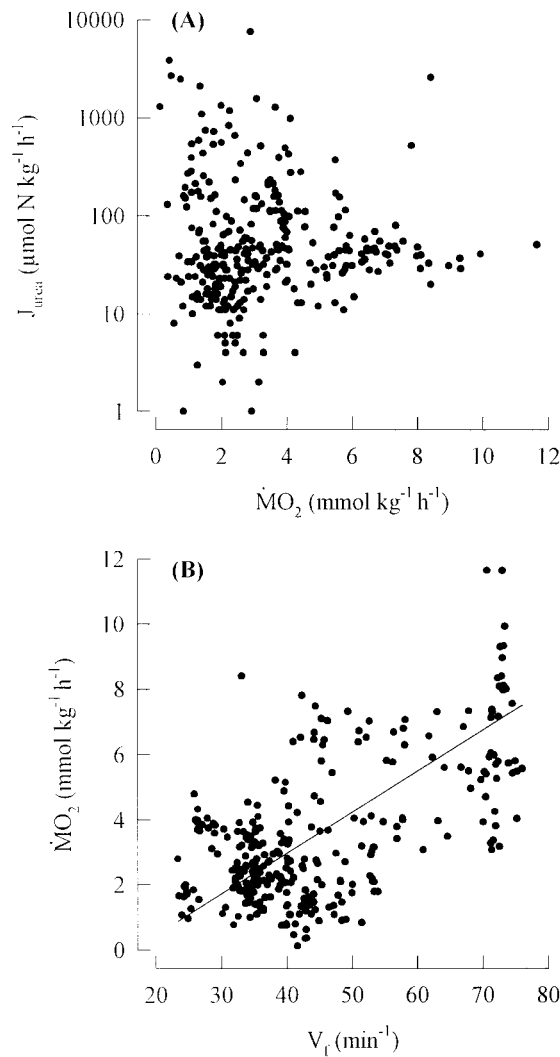 (A)
10000
1000
100
10
1
J_urea (μmol N kg⁻¹ h⁻¹)
0 2 4 6 8 10 12
ṀO₂ (mmol kg⁻¹ h⁻¹)
(B)
12
10
8
6
4
2
0
ṀO₂ (mmol kg⁻¹ h⁻¹)
20 30 40 50 60 70 80
V_f (min⁻¹)